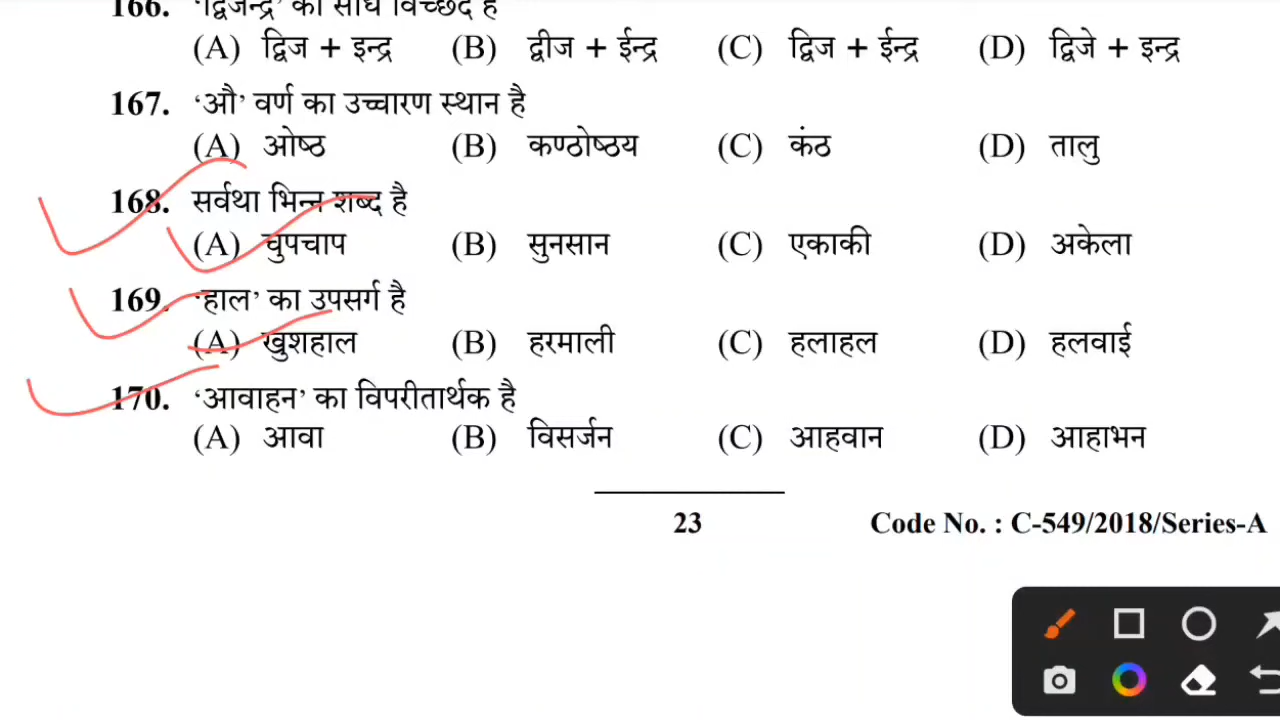 166. ‘द्विजेन्द्र’ का संधि विच्छेद है
(A) द्विज + इन्द्र (B) द्वीज + ईन्द्र (C) द्विज + ईन्द्र (D) द्विजे + इन्द्र
167. ‘औ’ वर्ण का उच्चारण स्थान है
(A) ओष्ठ (B) कण्ठोष्ठय (C) कंठ (D) तालु
168. सर्वथा भिन्न शब्द है
(A) चुपचाप (B) सुनसान (C) एकाकी (D) अकेला
169. ‘हाल’ का उपसर्ग है
(A) खुशहाल (B) हरमाली (C) हलाहल (D) हलवाई
170. ‘आवाहन’ का विपरीतार्थक है
(A) आवा (B) विसर्जन (C) आहवान (D) आहाभन
23
Code No. : C-549/2018/Series-A